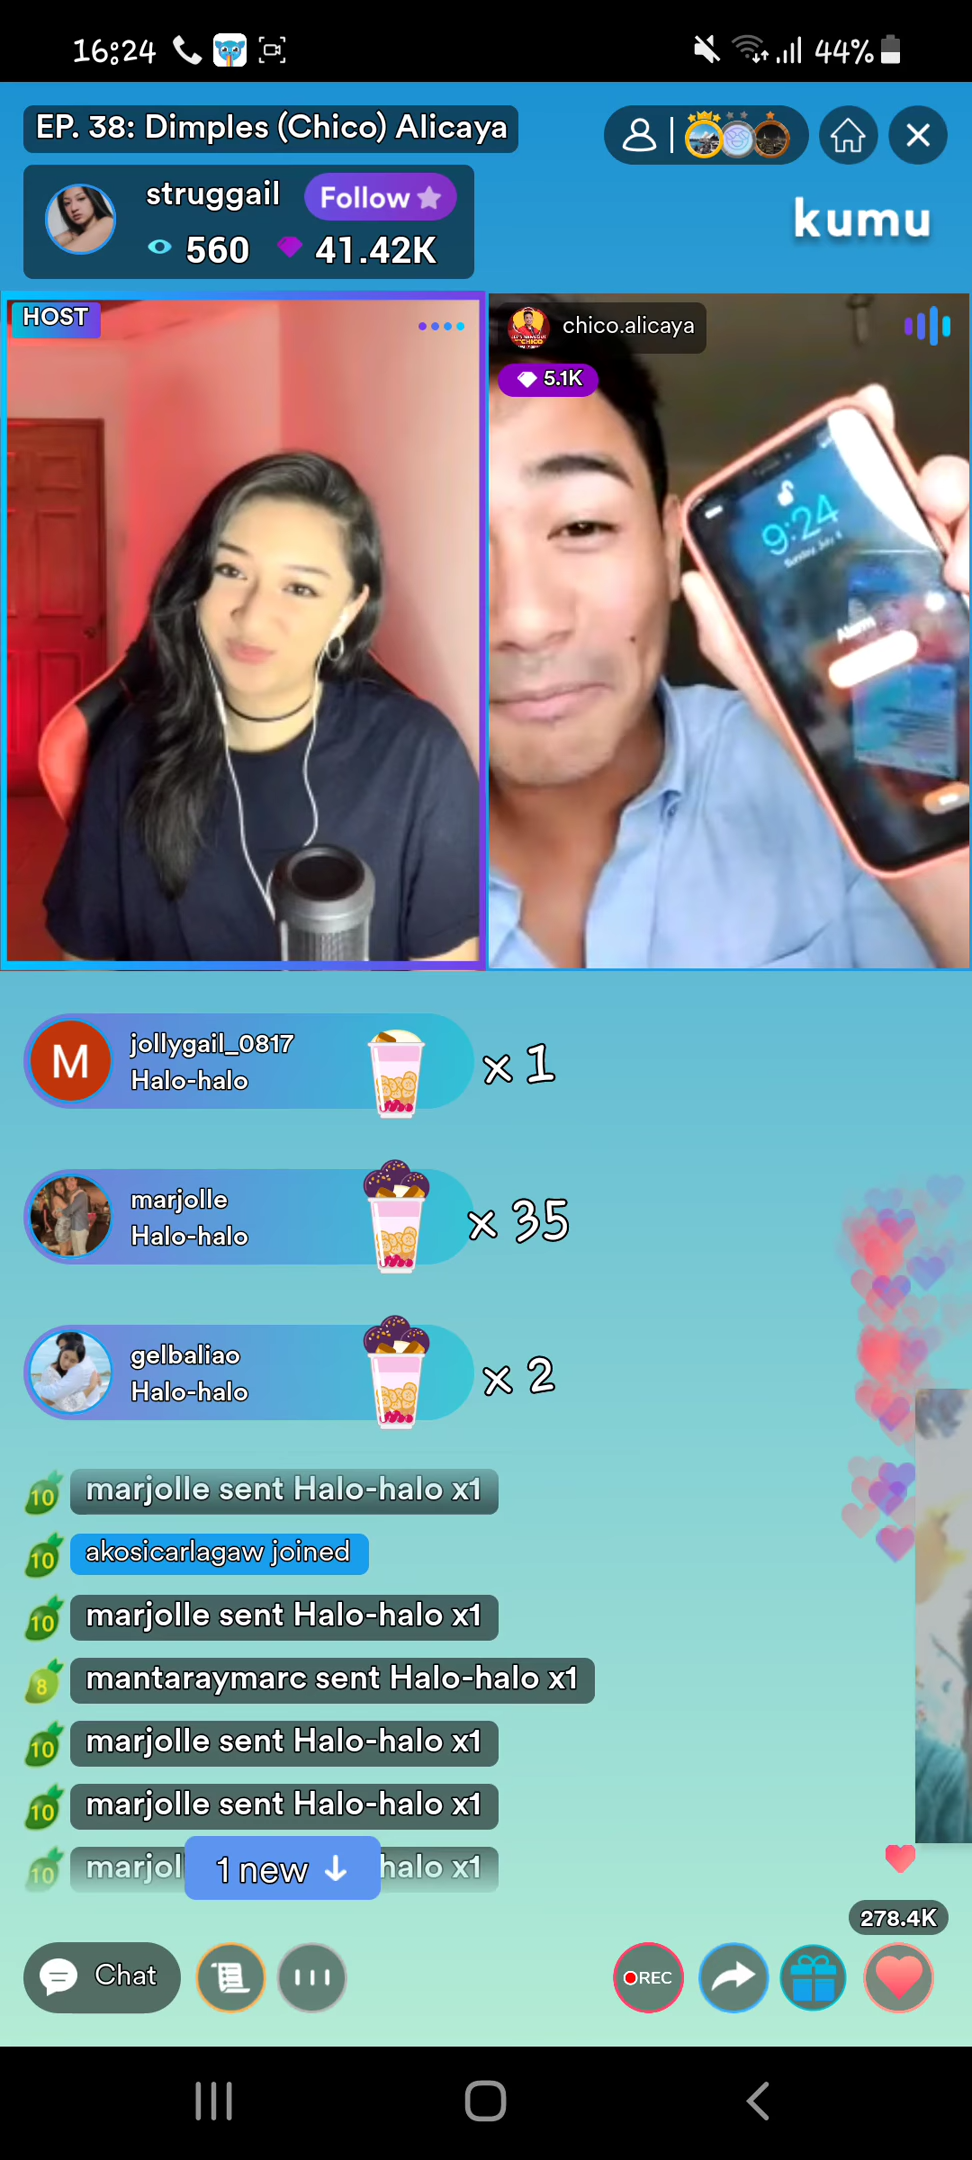 16:24
44%
EP. 38: Dimples (Chico) Alicaya
struggail
Follow
560
41.42K
kumu
HOST
chico.alicaya
5.1K
9:24
Alarm
M
jollygail_0817
Halo-halo
x 1
marjolle
Halo-halo
x 35
gelbaliao
Halo-halo
x 2
10
marjolle sent Halo-halo x1
10
akosicarlagaw joined
10
marjolle sent Halo-halo x1
8
mantaraymarc sent Halo-halo x1
10
marjolle sent Halo-halo x1
10
marjolle sent Halo-halo x1
10
marjol
halo x1
1 new
278.4K
Chat
REC